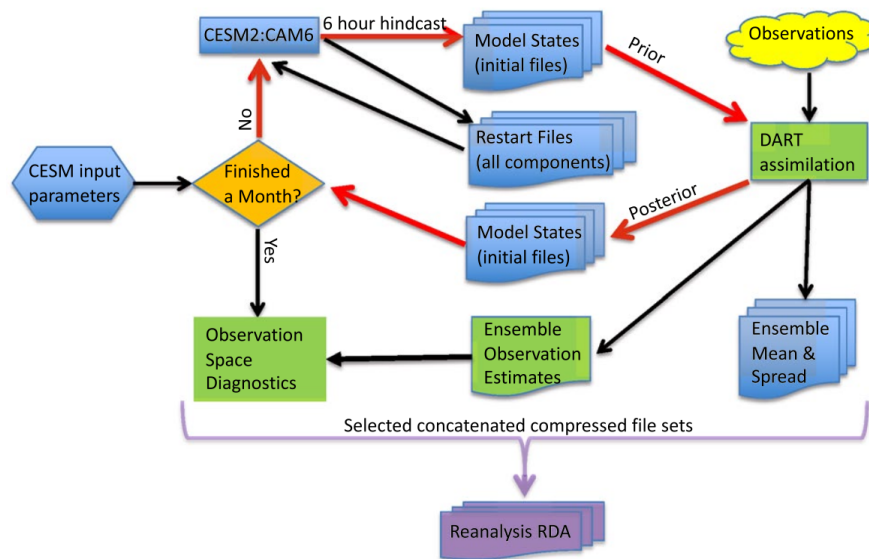 CESM2:CAM6
6 hour hindcast
Model States
(initial files)
Prior
Observations
Restart Files
(all components)
DART
assimilation
No
CESM input
parameters
Finished
a Month?
Posterior
Model States
(initial files)
Yes
Observation
Space
Diagnostics
Ensemble
Observation
Estimates
Ensemble
Mean &
Spread
Selected concatenated compressed file sets
Reanalysis RDA